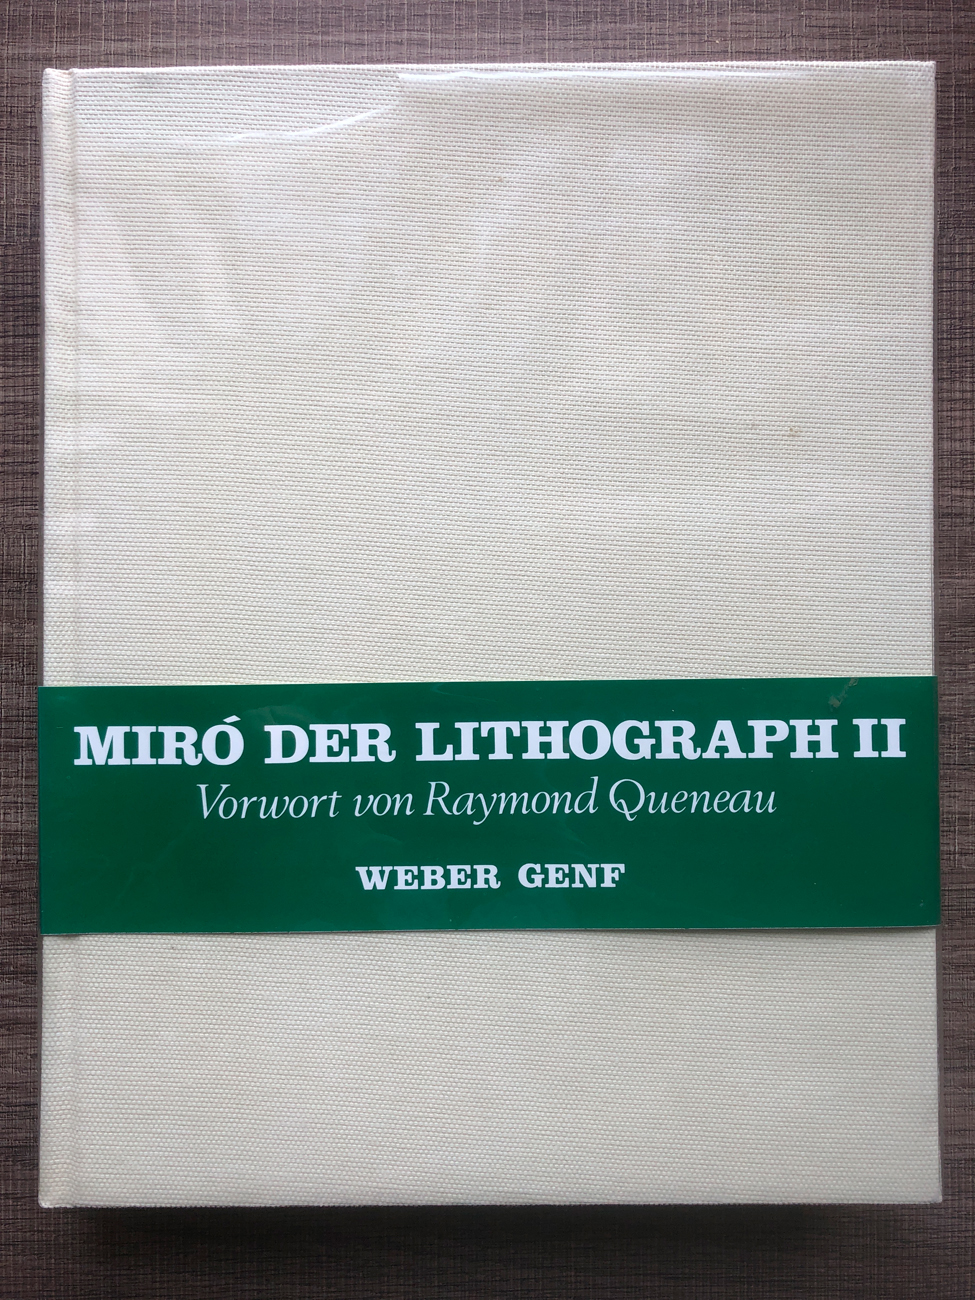 MIRÓ DER LITHOGRAPH II
Vorwort von Raymond Queneau
WEBER GENF